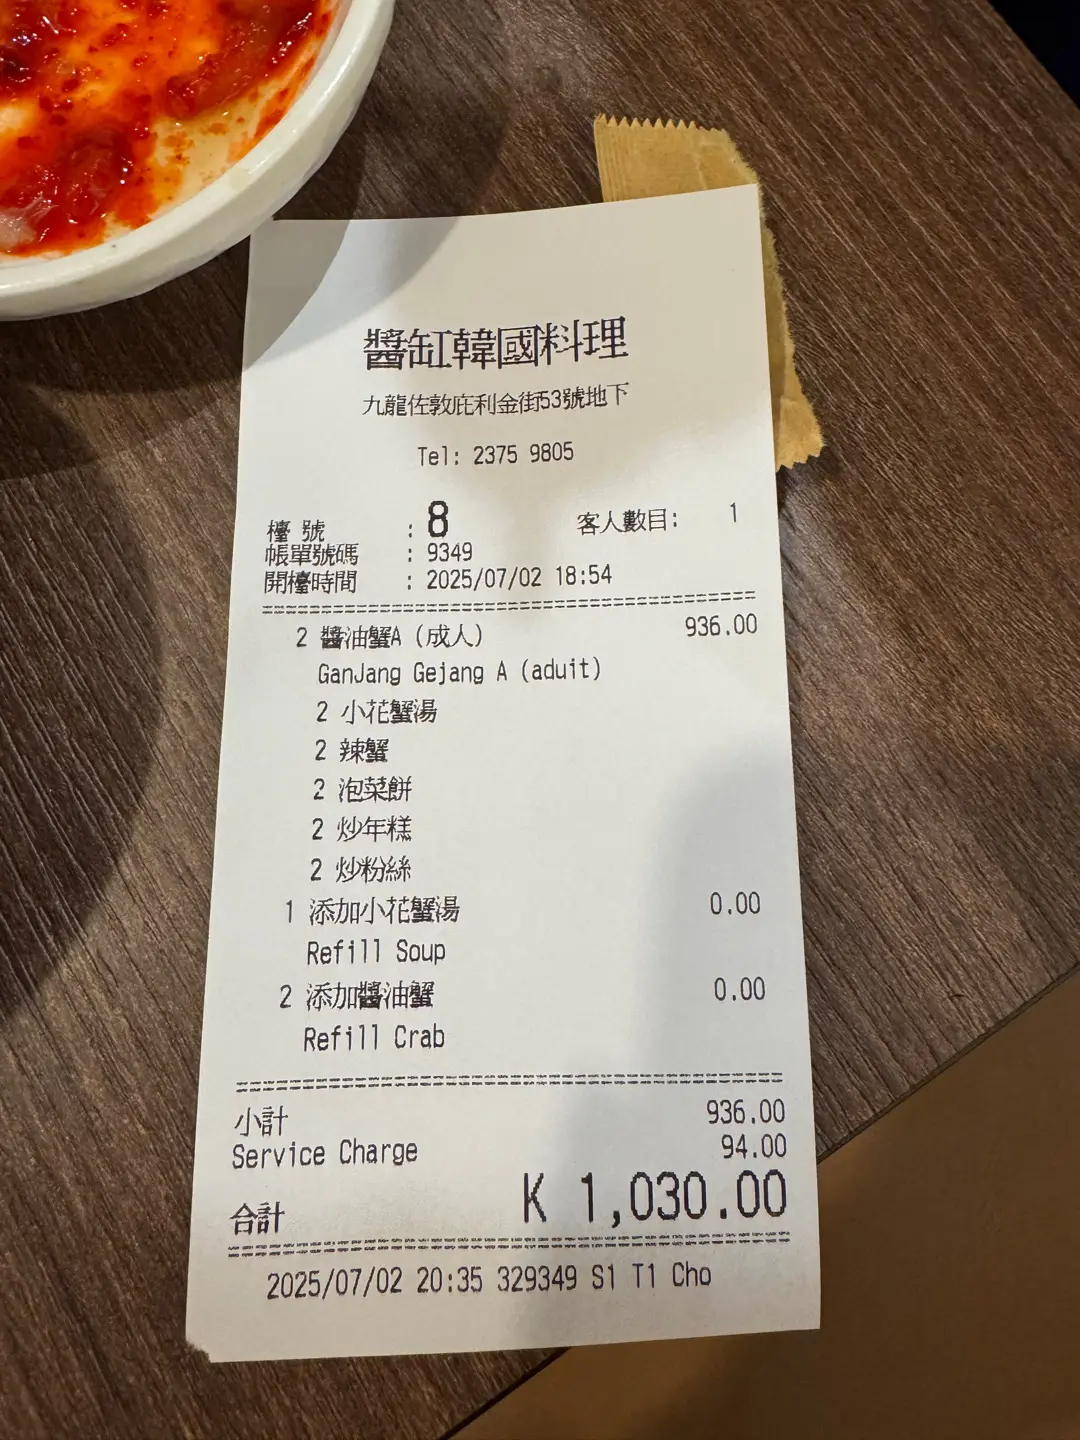 醬缸韓國料理
九龍佐敦庇利金街53號地下
Tel: 2375 9805
檯 號 : 8 客人數目: 1
帳單號碼 : 9349
開檯時間 : 2025/07/02 18:54
2 醬油蟹A (成人) 936.00
GanJang Gejang A (aduit)
2 小花蟹湯
2 辣蟹
2 泡菜餅
2 炒年糕
2 炒粉絲
1 添加小花蟹湯 0.00
Refill Soup
2 添加醬油蟹 0.00
Refill Crab
小計 936.00
Service Charge 94.00
合計 K 1,030.00
2025/07/02 20:35 329349 S1 T1 Cho